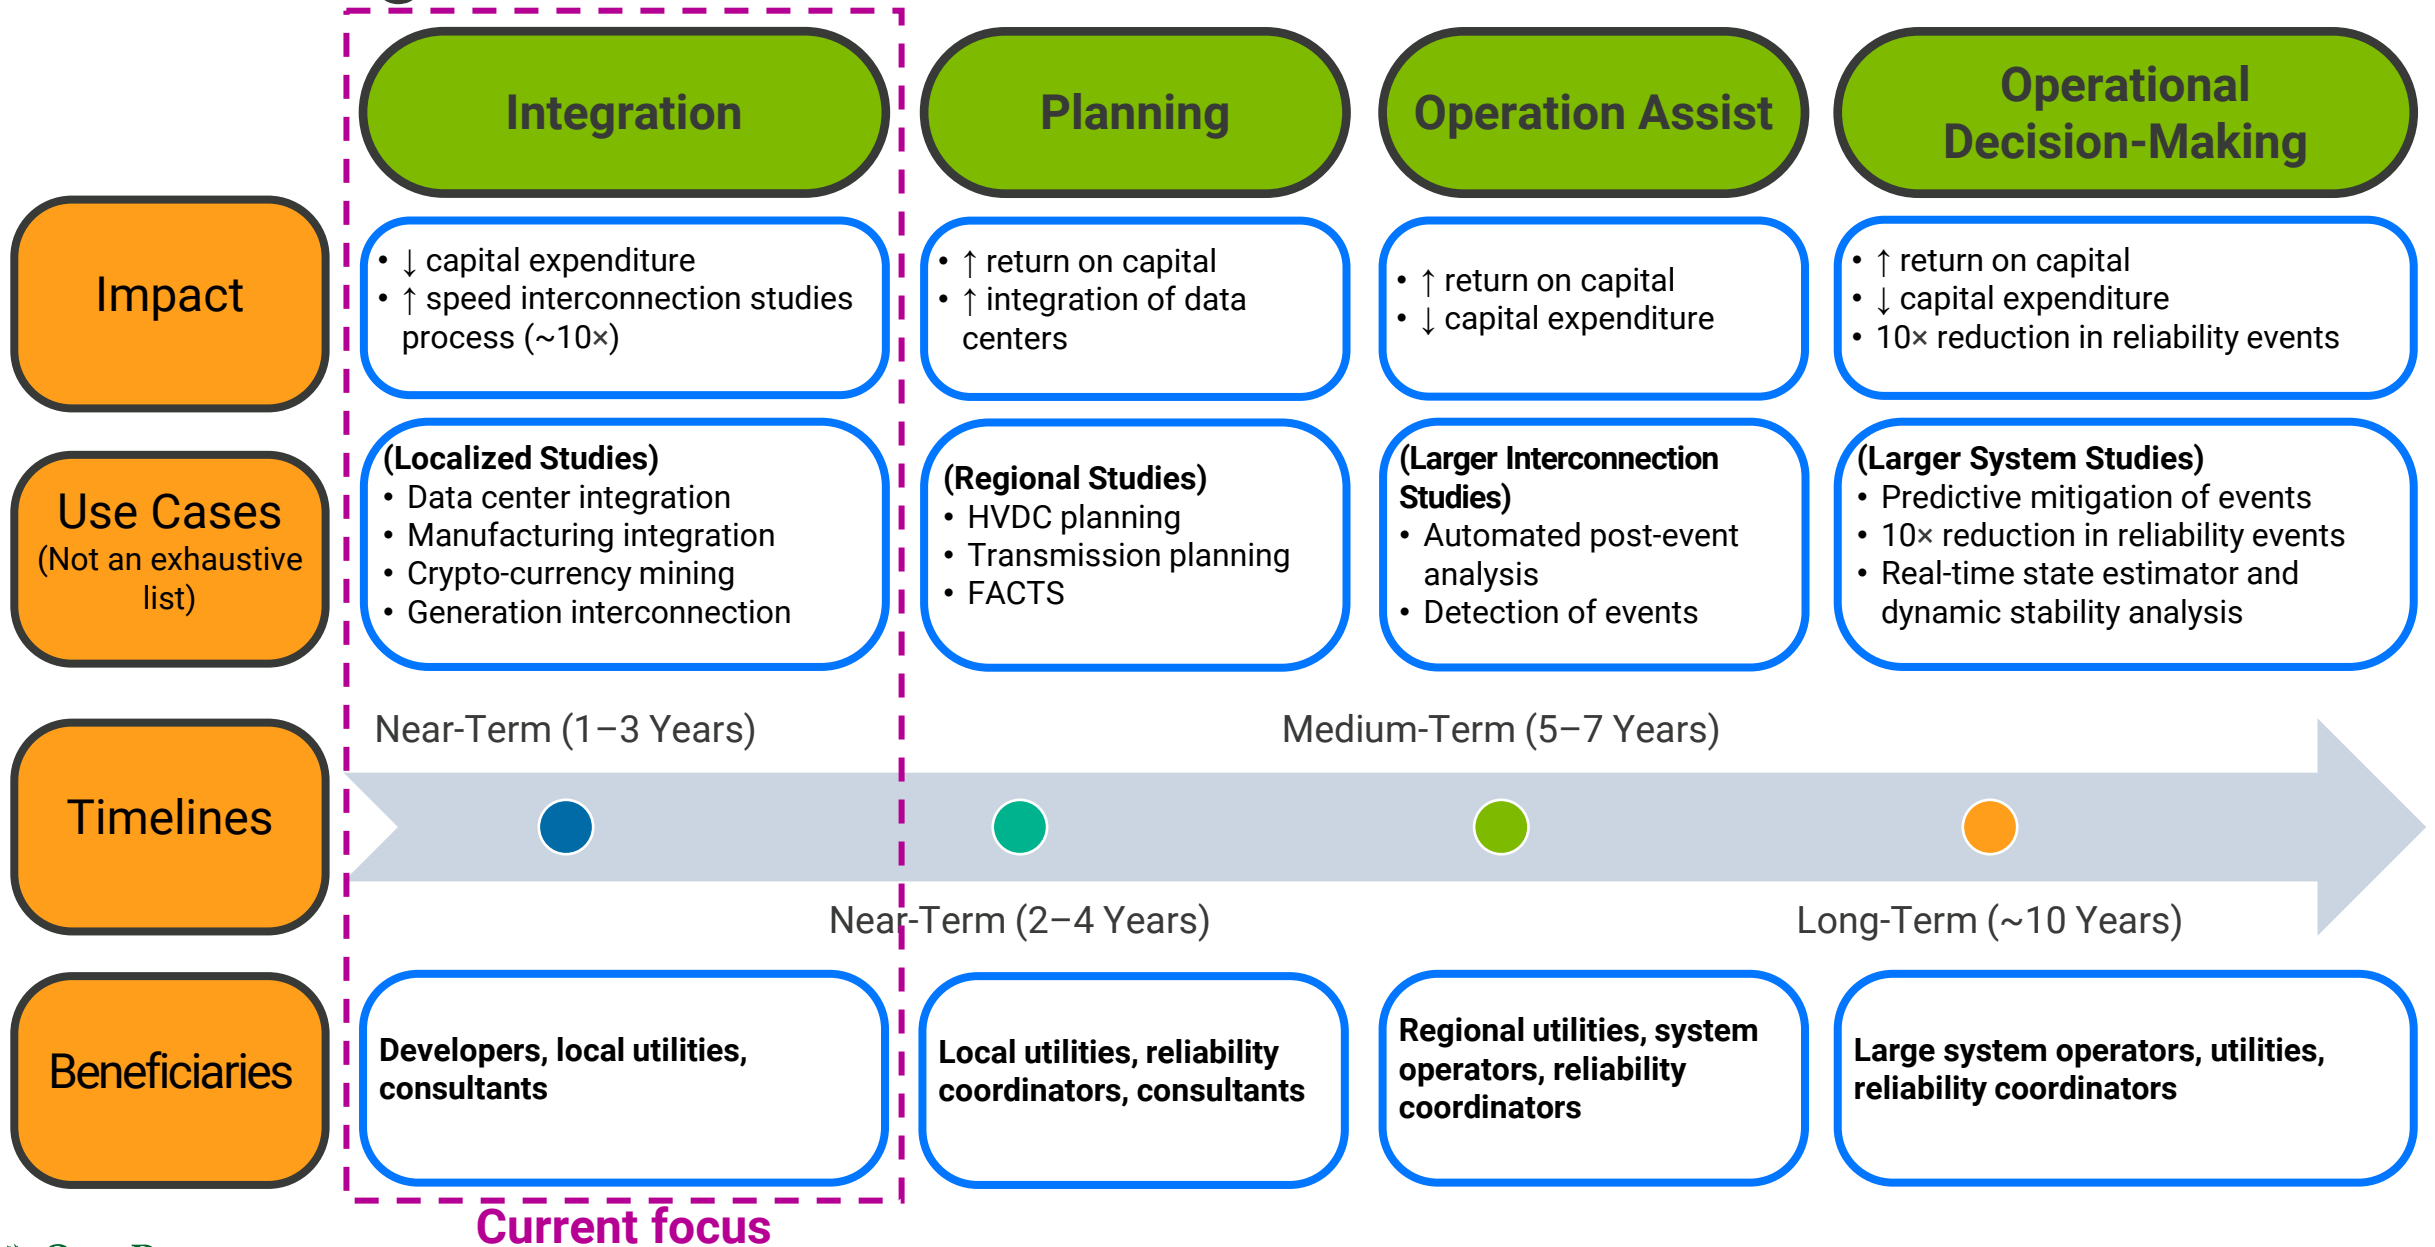 Integration
Planning
Operation Assist
Operational
Decision-Making
Impact
• ↓ capital expenditure
• ↑ speed interconnection studies
process (~10×)
• ↑ return on capital
• ↑ integration of data
centers
• ↑ return on capital
• ↓ capital expenditure
• ↑ return on capital
• ↓ capital expenditure
• 10× reduction in reliability events
Use Cases
(Not an exhaustive
list)
(Localized Studies)
• Data center integration
• Manufacturing integration
• Crypto-currency mining
• Generation interconnection
(Regional Studies)
• HVDC planning
• Transmission planning
• FACTS
(Larger Interconnection
Studies)
• Automated post-event
analysis
• Detection of events
(Larger System Studies)
• Predictive mitigation of events
• 10× reduction in reliability events
• Real-time state estimator and
dynamic stability analysis
Timelines
Near-Term (1–3 Years)
Medium-Term (5–7 Years)
Near-Term (2–4 Years)
Long-Term (~10 Years)
Beneficiaries
Developers, local utilities,
consultants
Local utilities, reliability
coordinators, consultants
Regional utilities, system
operators, reliability
coordinators
Large system operators, utilities,
reliability coordinators
Current focus